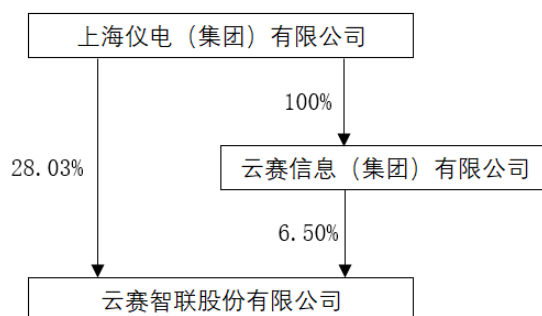 上海仪电（集团）有限公司
100%
28.03%
云赛信息（集团）有限公司
6.50%
云赛智联股份有限公司